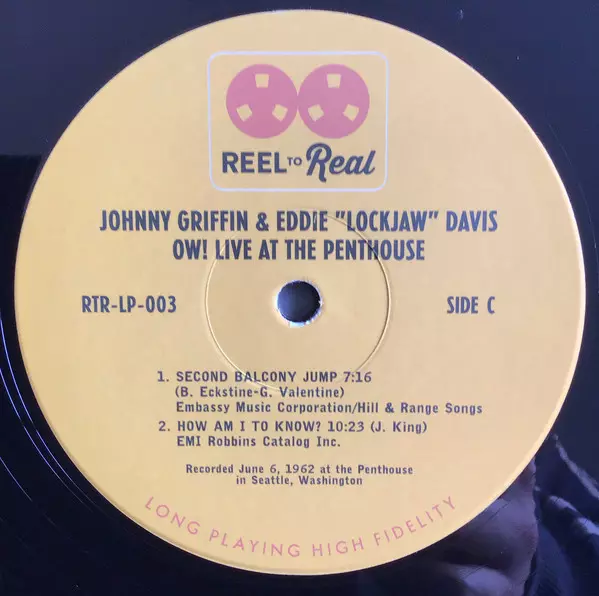 REEL TO Real
JOHNNY GRIFFIN & EDDIE "LOCKJAW" DAVIS
OW! LIVE AT THE PENTHOUSE
RTR-LP-003
SIDE C
1. SECOND BALCONY JUMP 7:16
(B. Eckstine-G. Valentine)
Embassy Music Corporation/Hill & Range Songs
2. HOW AM I TO KNOW? 10:23 (J. King)
EMI Robbins Catalog Inc.
Recorded June 6, 1962 at the Penthouse
in Seattle, Washington
LONG PLAYING HIGH FIDELITY